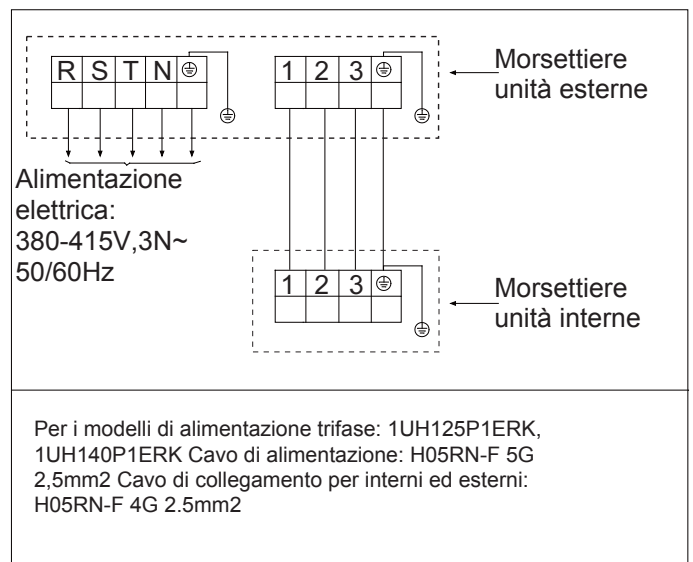 R S T N
1 2 3
Morsettiere
unità esterne
Alimentazione
elettrica:
380-415V,3N~
50/60Hz
1 2 3
Morsettiere
unità interne
Per i modelli di alimentazione trifase: 1UH125P1ERK,
1UH140P1ERK Cavo di alimentazione: H05RN-F 5G
2,5mm2 Cavo di collegamento per interni ed esterni:
H05RN-F 4G 2.5mm2